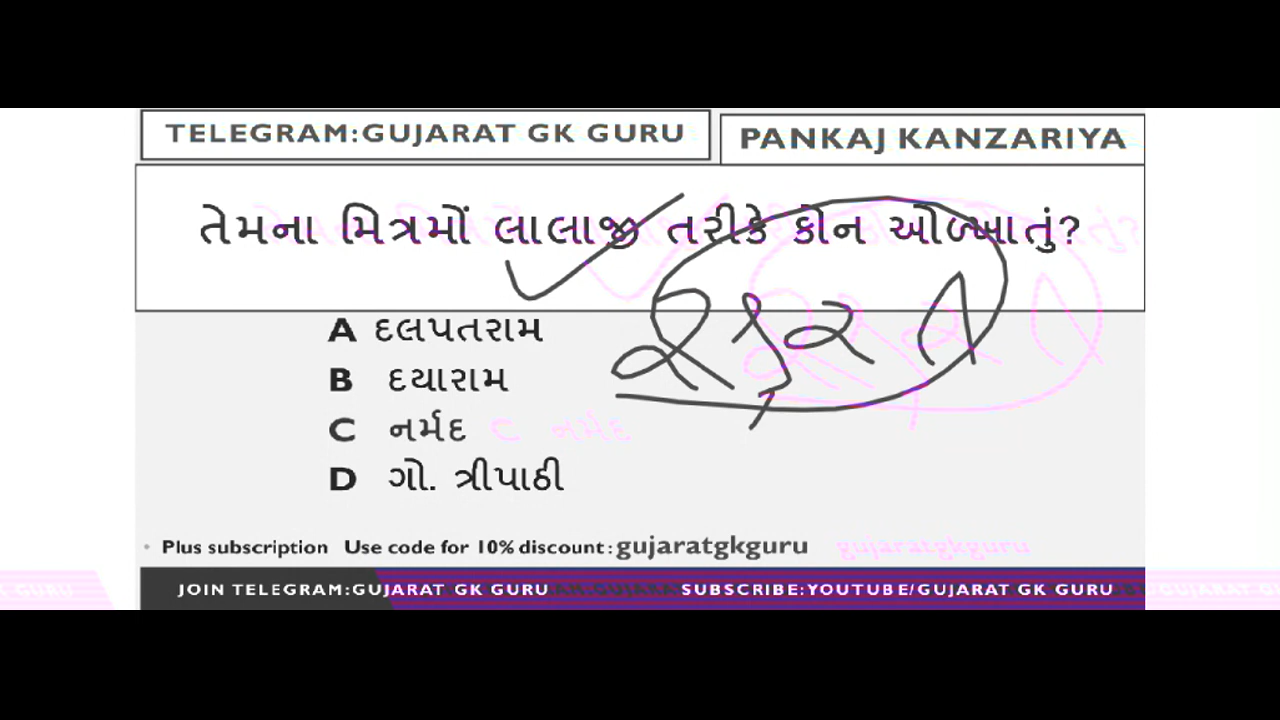 TELEGRAM:GUJARAT GK GURU
PANKAJ KANZARIYA
તેમના મિત્રમોં લાલાજી તરીકે કોન ઓળ્ખાતું?
A દલપતરામ
B દયારામ
C નર્મદ
D ગો. ત્રીપાઠી
• Plus subscription Use code for 10% discount: gujaratgkguru
JOIN TELEGRAM:GUJARAT GK GURU
SUBSCRIBE:YOUTUBE/GUJARAT GK GURU